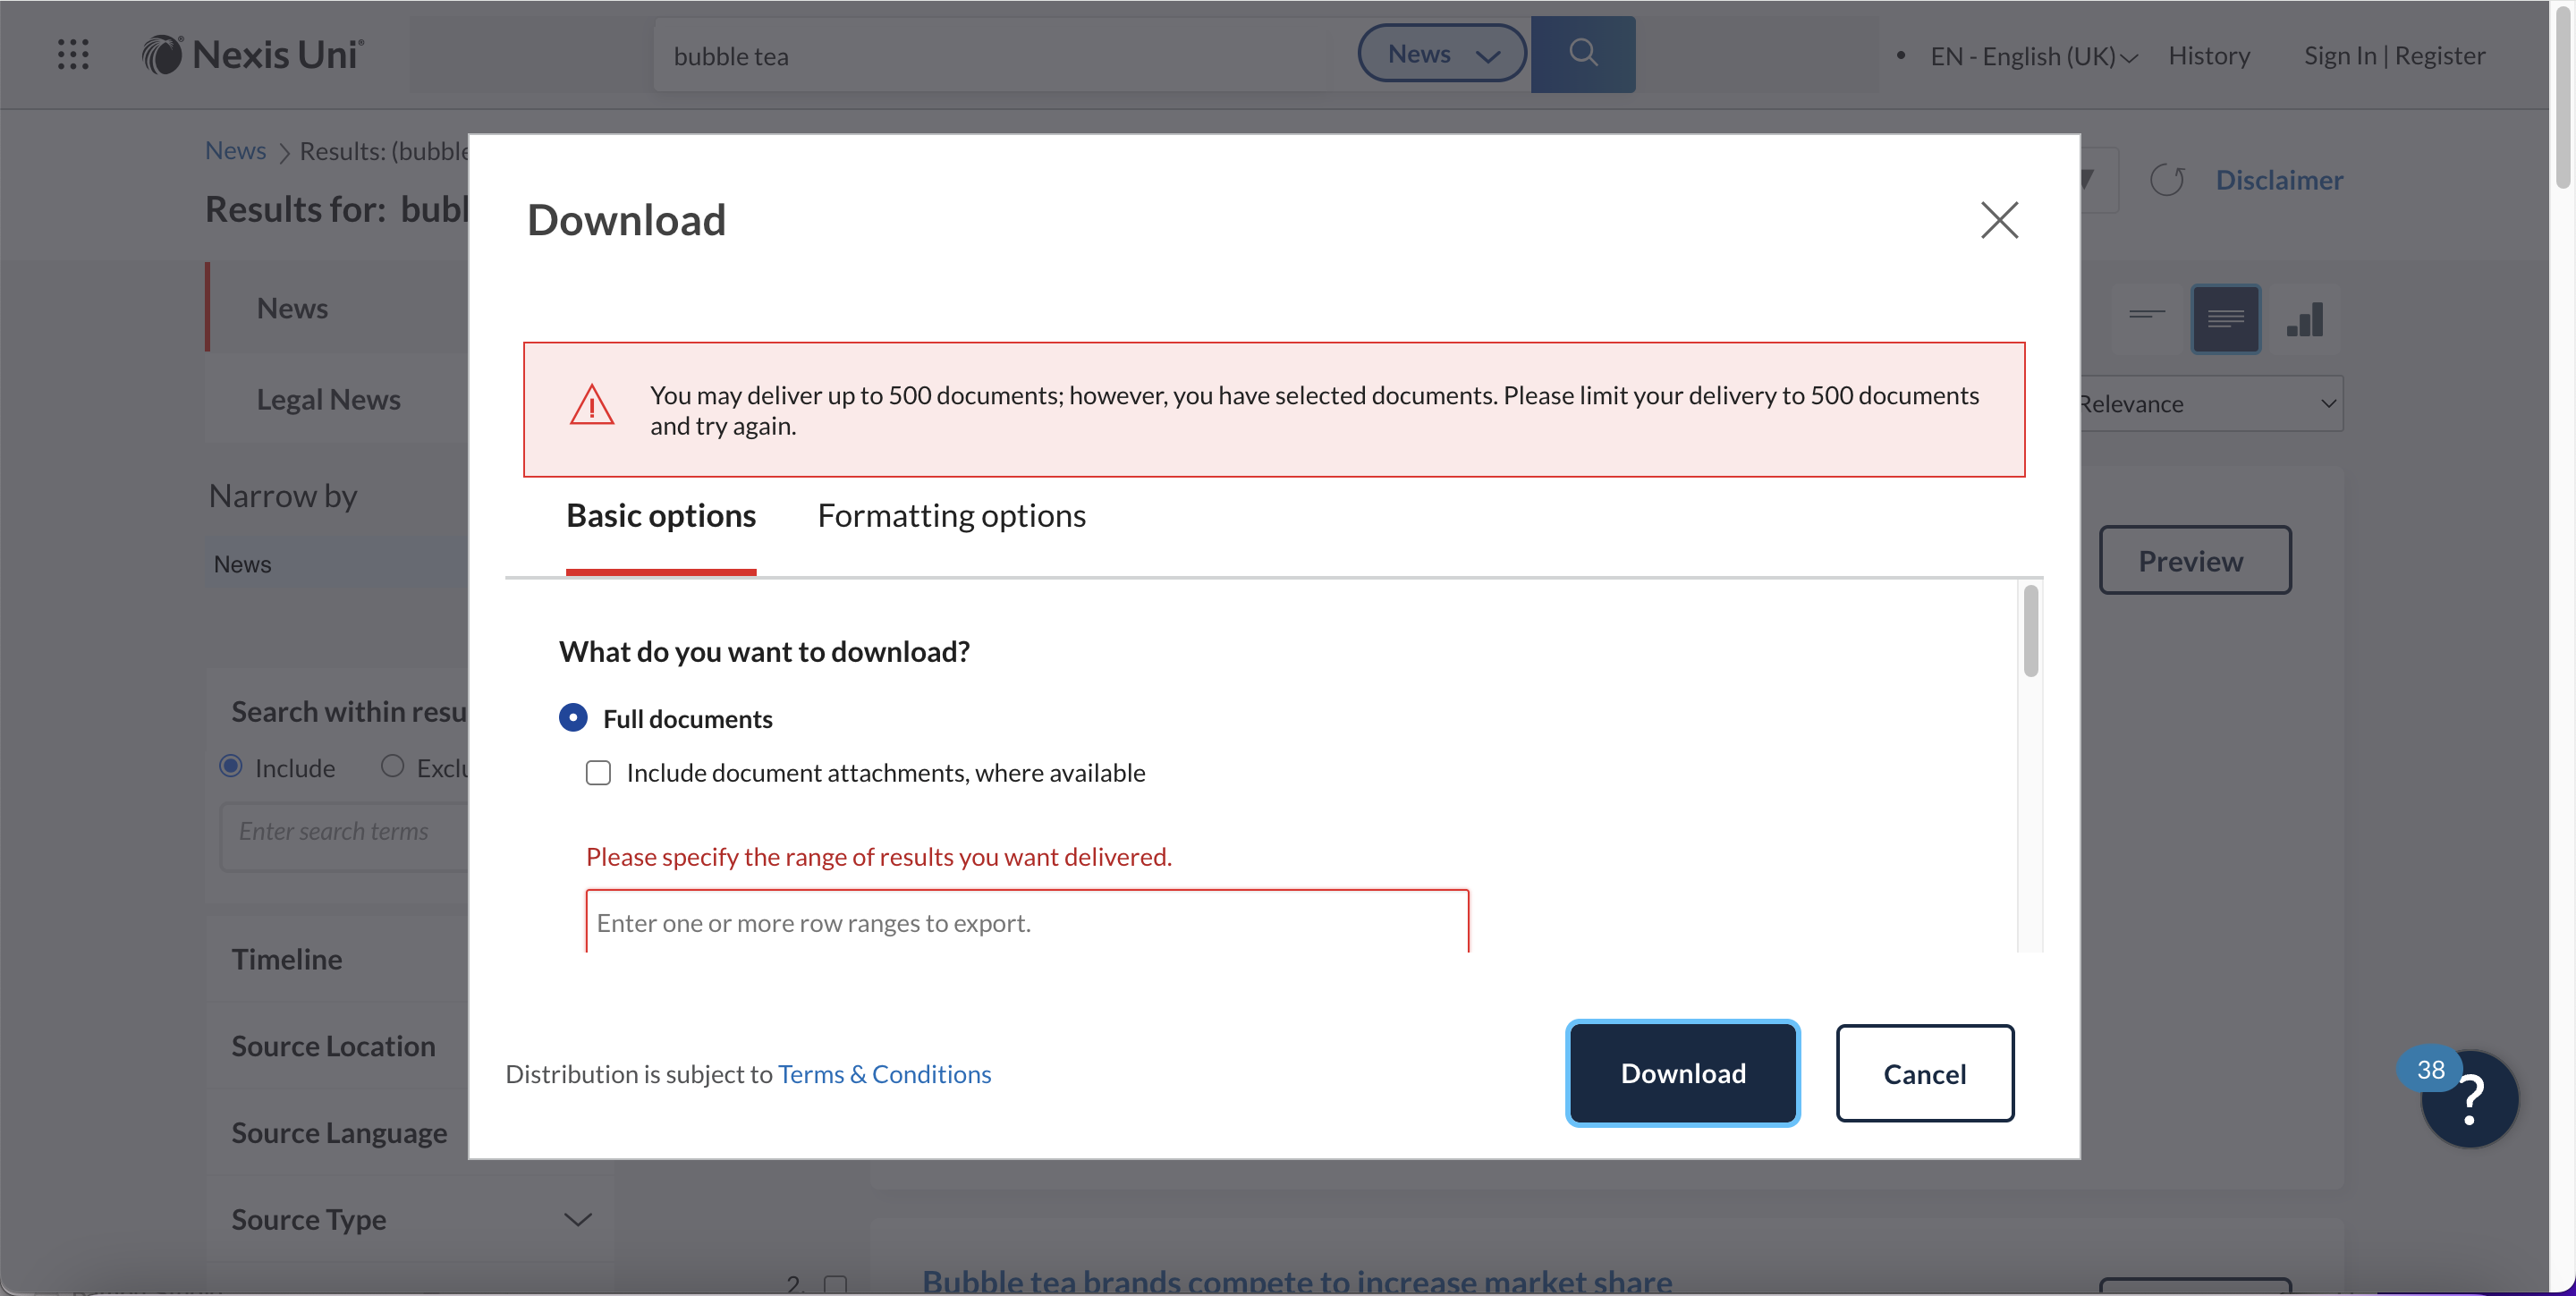 Nexis Uni®
bubble tea
News
EN - English (UK)
History
Sign In | Register
News
Results: (bubble
Results for: bubl
Disclaimer
Download
News
Legal News
You may deliver up to 500 documents; however, you have selected documents. Please limit your delivery to 500 documents
and try again.
Relevance
Narrow by
News
Basic options
Formatting options
Preview
What do you want to download?
Full documents
Include document attachments, where available
Search within resu
Include
Exclu
Enter search terms
Please specify the range of results you want delivered.
Enter one or more row ranges to export.
Timeline
Source Location
Source Language
Source Type
Distribution is subject to Terms & Conditions
Download
Cancel
38
?
2.
Bubble tea brands compete to increase market share